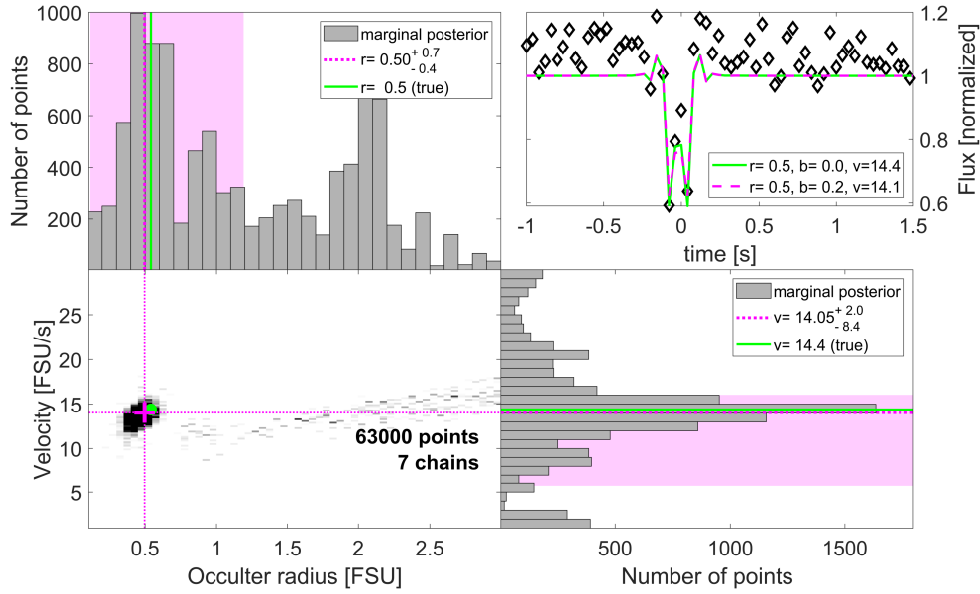 1000
800
600
400
200
Number of points
marginal posterior
r= 0.50 + 0.7 - 0.4
r= 0.5 (true)
1.2
1
0.8
0.6
Flux [normalized]
r= 0.5, b= 0.0, v=14.4
r= 0.5, b= 0.2, v=14.1
-1 -0.5 0 0.5 1 1.5
time [s]
25
20
15
10
5
Velocity [FSU/s]
63000 points
7 chains
0.5 1 1.5 2 2.5
Occulter radius [FSU]
marginal posterior
v= 14.05 + 2.0 - 8.4
v= 14.4 (true)
500 1000 1500
Number of points